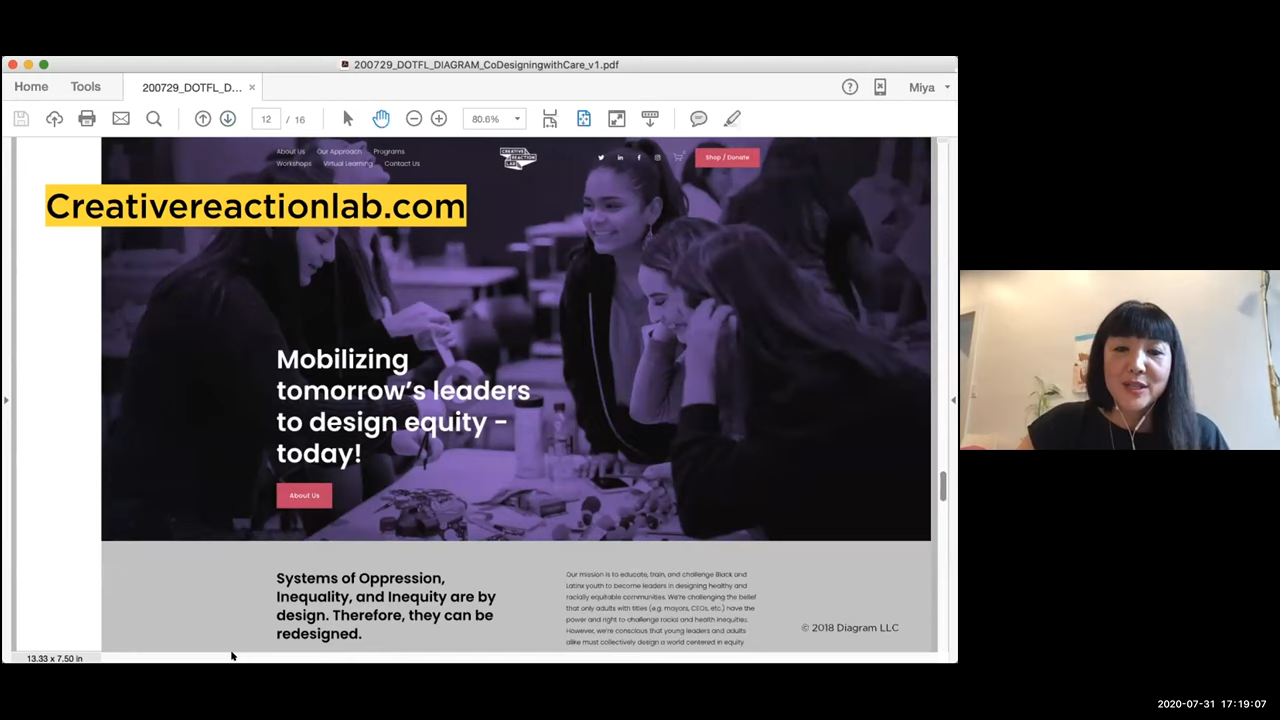 200729_DOTFL_DIAGRAM_CoDesigningwithCare_v1.pdf
Home Tools 200729_DOTFL_D... × Miya
12 / 16 80.6%
About Us Our Approach Programs
Workshops Virtual Learning Contact Us
CREATIVE
REACTION
LAB
Shop / Donate
Creativereactionlab.com
Mobilizing
tomorrow's leaders
to design equity –
today!
About Us
Systems of Oppression,
Inequality, and Inequity are by
design. Therefore, they can be
redesigned.
Our mission is to educate, train, and challenge Black and
Latinx youth to become leaders in designing healthy and
racially equitable communities. We're challenging the belief
that only adults with titles (e.g. mayors, CEOs, etc.) have the
power and right to challenge racial and health inequities.
However, we're conscious that young leaders and adults
alike must collectively design a world centered in equity
© 2018 Diagram LLC
13.33 x 7.50 in
2020-07-31 17:19:07